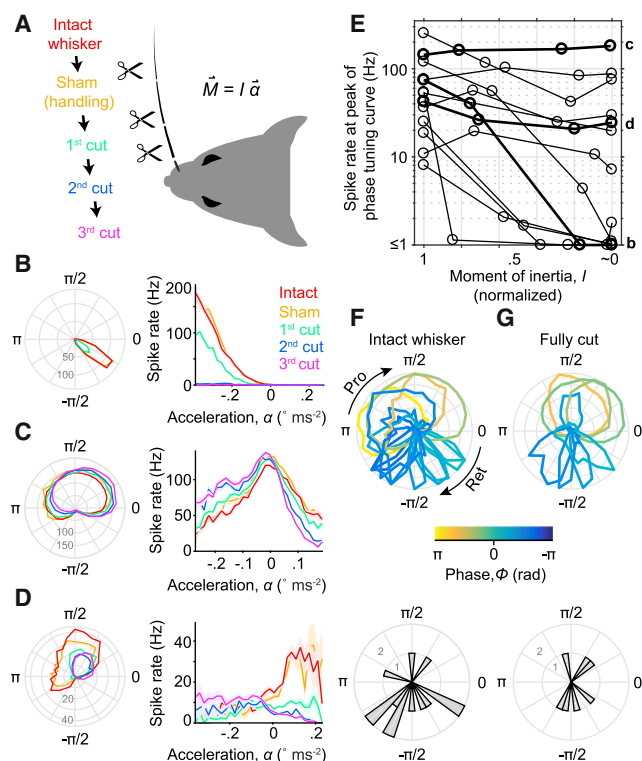 A
Intact
whisker
Sham
(handling)
1st cut
2nd cut
3rd cut
M = I α
B
π/2
π
0
-π/2
50
100
Spike rate (Hz)
200
100
0
-.2
0
.2
Acceleration, α (° ms-2)
Intact
Sham
1st cut
2nd cut
3rd cut
C
π/2
π
0
-π/2
100
150
Spike rate (Hz)
100
50
0
-.2
-.1
0
.1
Acceleration, α (° ms-2)
D
π/2
π
0
-π/2
20
40
Spike rate (Hz)
40
20
0
-.2
0
.2
Acceleration, α (° ms-2)
E
Spike rate at peak of
phase tuning curve (Hz)
100
10
≤1
1
.5
~0
c
d
b
Moment of inertia, I
(normalized)
F
Intact whisker
π/2
π
0
-π/2
Pro
Ret
G
Fully cut
π/2
0
-π/2
π
0
-π
Phase, Φ (rad)
π/2
π
0
-π/2
2
1
π/2
π
0
-π/2
2
1